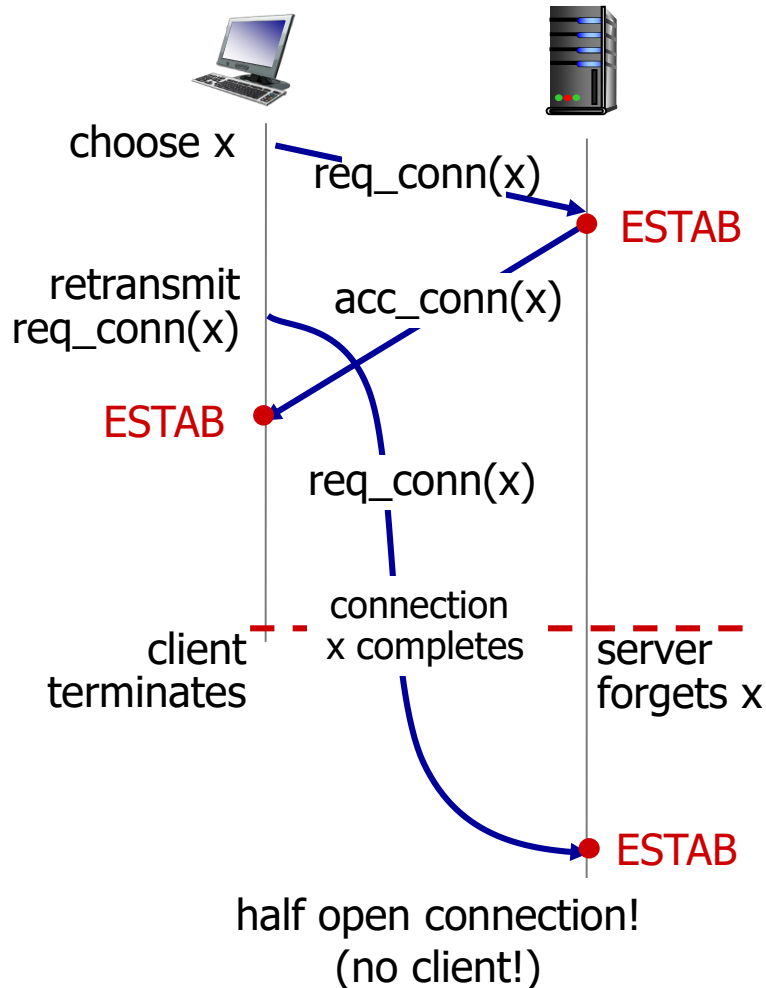 choose x
req_conn(x)
ESTAB
retransmit
req_conn(x)
acc_conn(x)
ESTAB
req_conn(x)
connection
x completes
client
terminates
server
forgets x
ESTAB
half open connection!
(no client!)